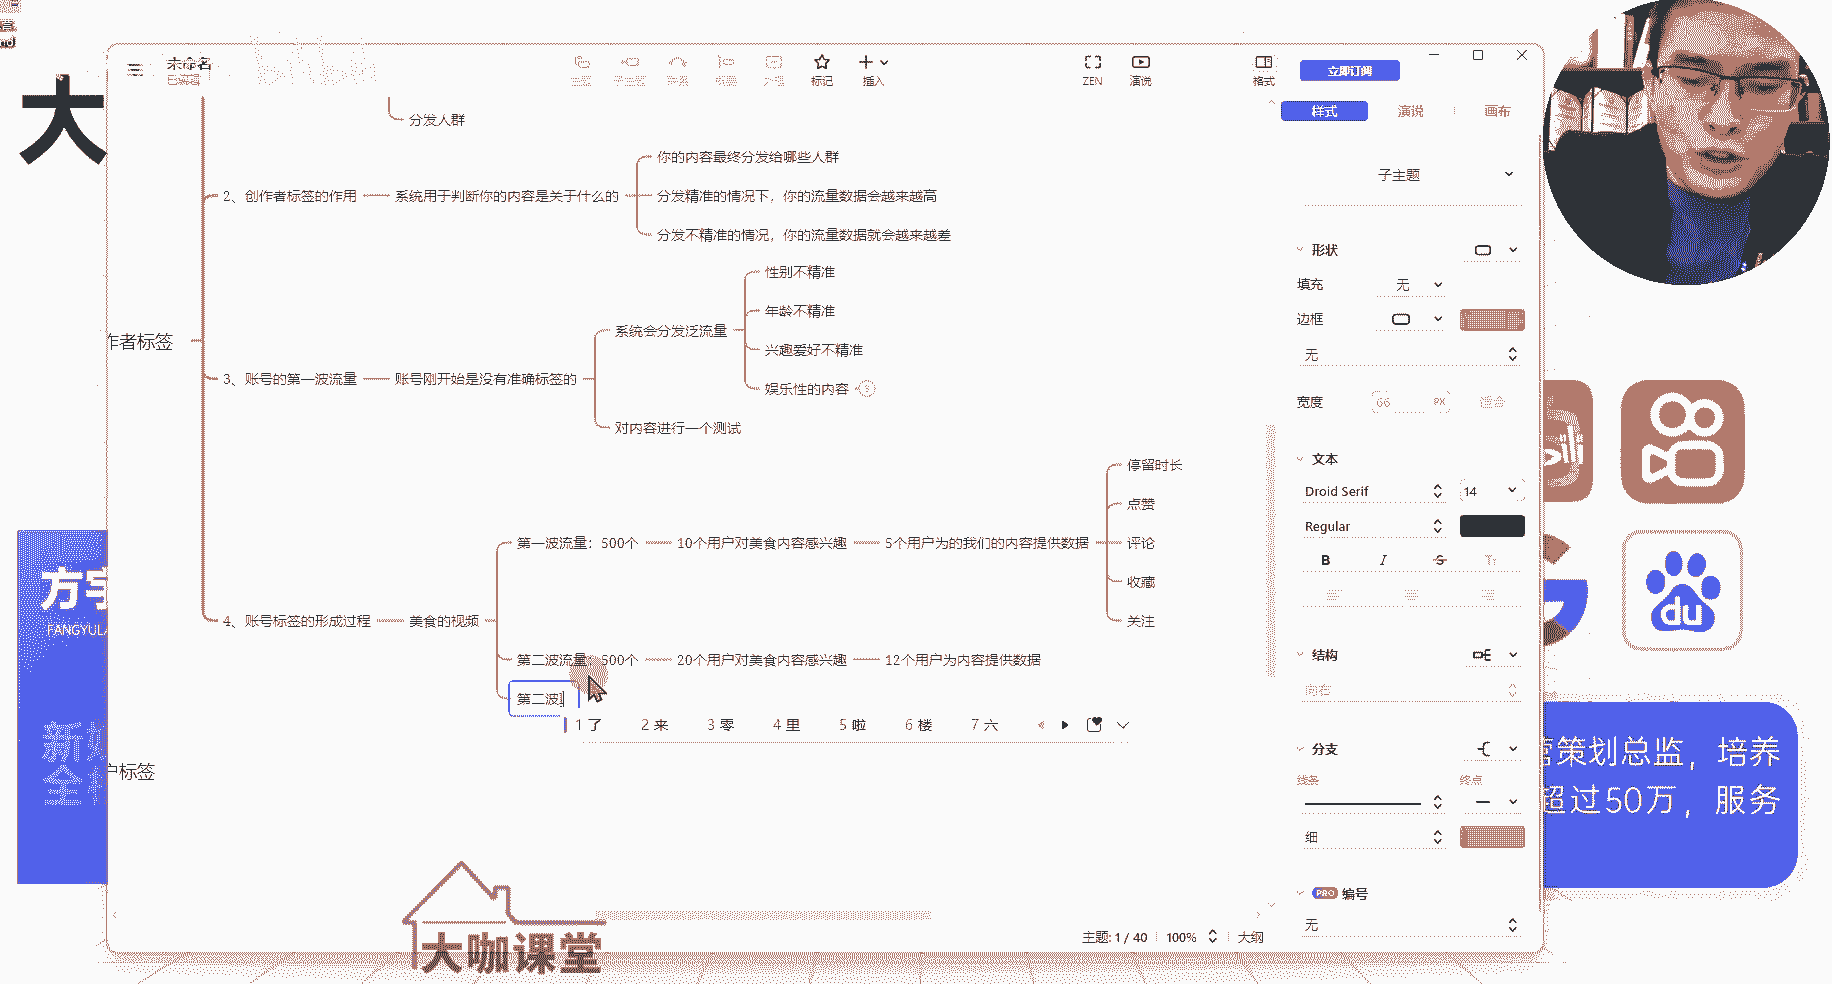 大
未命名
标记
插入
ZEN
演说
格式
立即订阅
样式
演说
画布
分发人群
2、创作者标签的作用
系统用于判断你的内容是关于什么的
你的内容最终分发给哪些人群
分发精准的情况下，你的流量数据会越来越高
分发不精准的情况，你的流量数据就会越来越差
作者标签
3、账号的第一波流量
账号刚开始是没有准确标签的
系统会分发泛流量
性别不精准
年龄不精准
兴趣爱好不精准
娱乐性的内容
3
对内容进行一个测试
4、账号标签的形成过程
美食的视频
第一波流量：500个
10个用户对美食内容感兴趣
5个用户为的我们的内容提供数据
停留时长
点赞
评论
收藏
关注
第二波流量：500个
20个用户对美食内容感兴趣
12个用户为内容提供数据
第二波l
1 了
2 来
3 零
4 里
5 啦
6 楼
7 六
户标签
子主题
形状
填充
无
边框
无
宽度
66
PX
适合
文本
Droid Serif
14
Regular
B
I
S
结构
向右
分支
线条
终点
细
PRO
编号
无
主题: 1 / 40
100%
大纲
FANGYULA
du
营策划总监，培养
超过50万，服务
大咖课堂